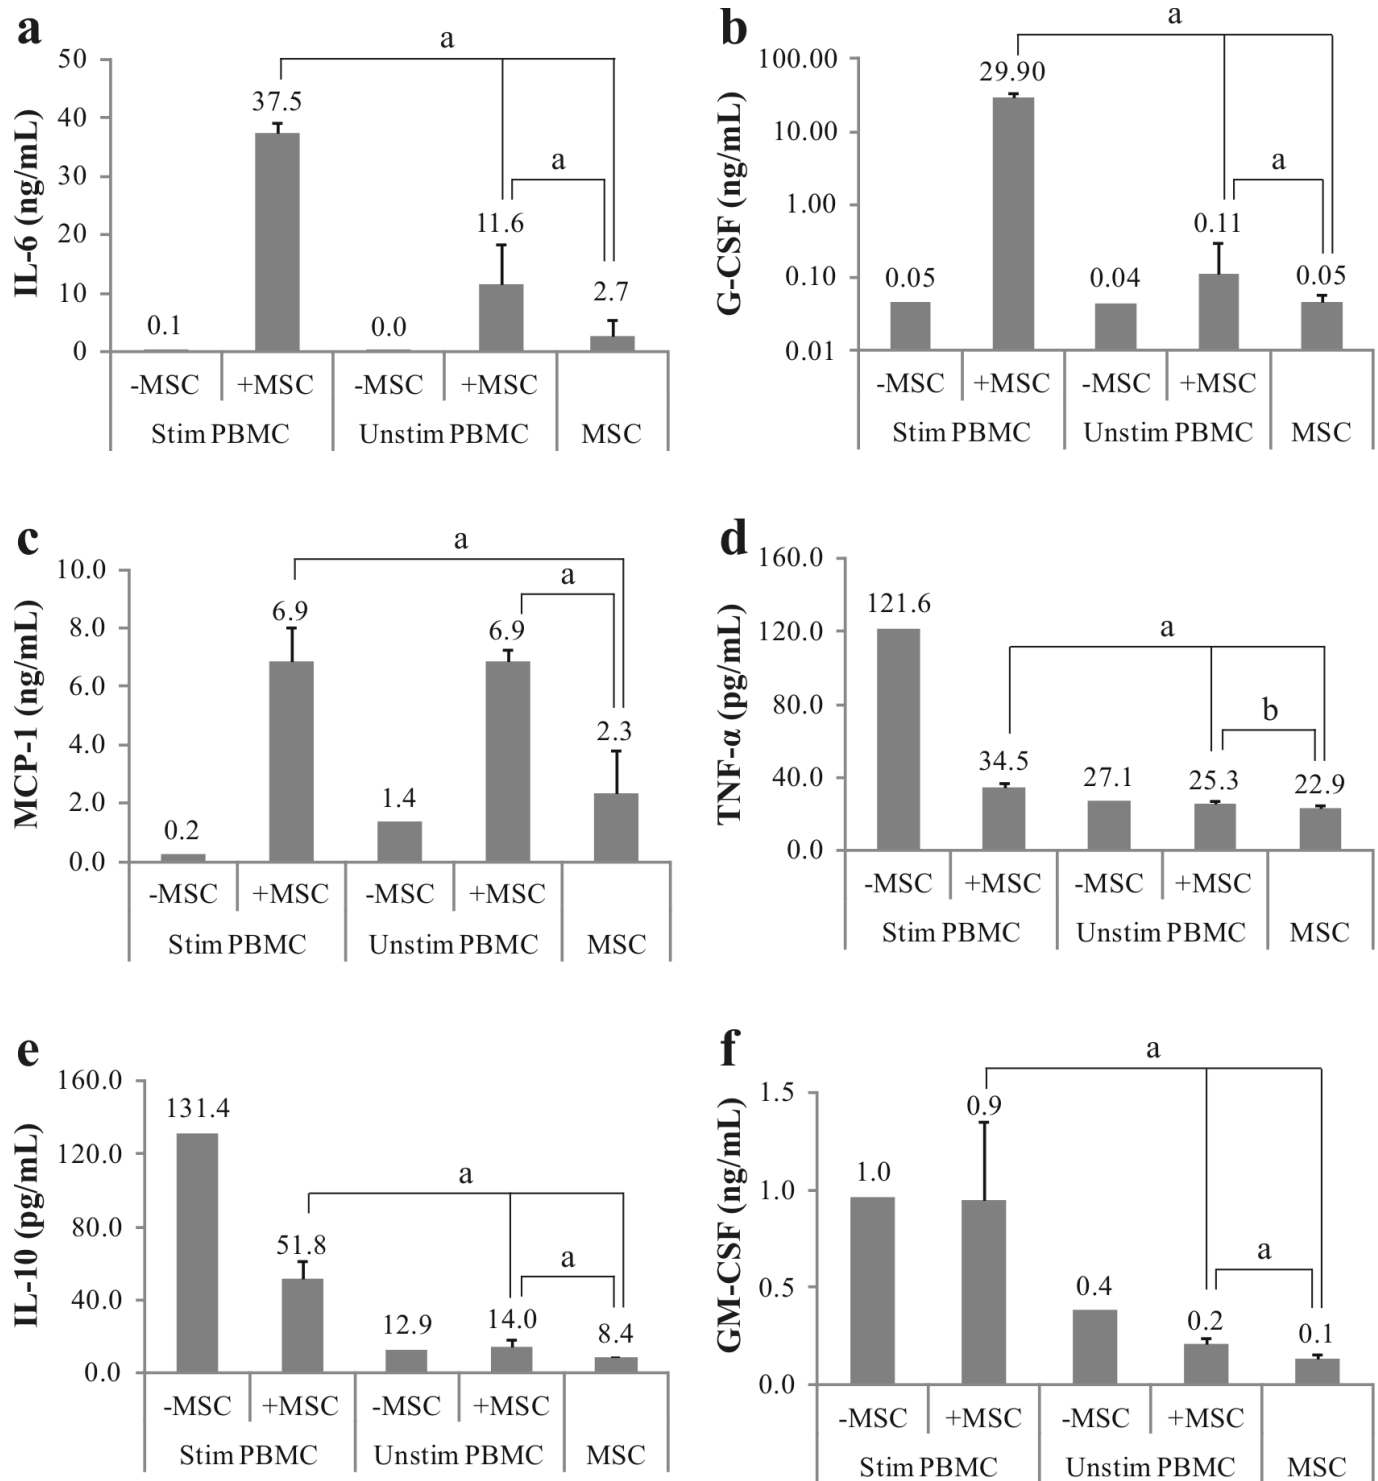 a
IL-6 (ng/mL)
50
40
30
20
10
0
a
a
37.5
11.6
2.7
0.1
0.0
-MSC +MSC -MSC +MSC
Stim PBMC Unstim PBMC MSC
b
G-CSF (ng/mL)
100.00
10.00
1.00
0.10
0.01
a
a
29.90
0.11
0.05 0.04 0.05
-MSC +MSC -MSC +MSC
Stim PBMC Unstim PBMC MSC
c
MCP-1 (ng/mL)
10.0
8.0
6.0
4.0
2.0
0.0
a
a
6.9 6.9
2.3
1.4
0.2
-MSC +MSC -MSC +MSC
Stim PBMC Unstim PBMC MSC
d
TNF-α (pg/mL)
160.0
120.0
80.0
40.0
0.0
121.6
a
b
34.5 27.1 25.3 22.9
-MSC +MSC -MSC +MSC
Stim PBMC Unstim PBMC MSC
e
IL-10 (pg/mL)
160.0
120.0
80.0
40.0
0.0
131.4
a
51.8
a
12.9 14.0 8.4
-MSC +MSC -MSC +MSC
Stim PBMC Unstim PBMC MSC
f
GM-CSF (ng/mL)
1.5
1.0
0.5
0.0
a
0.9
1.0
a
0.4
0.2 0.1
-MSC +MSC -MSC +MSC
Stim PBMC Unstim PBMC MSC